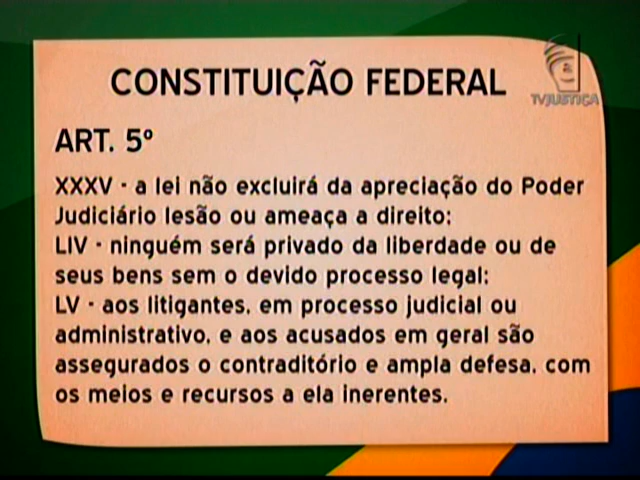 CONSTITUIÇÃO FEDERAL
TV JUSTIÇA
ART. 5º
XXXV - a lei não excluirá da apreciação do Poder
Judiciário lesão ou ameaça a direito;
LIV - ninguém será privado da liberdade ou de
seus bens sem o devido processo legal;
LV - aos litigantes, em processo judicial ou
administrativo, e aos acusados em geral são
assegurados o contraditório e ampla defesa, com
os meios e recursos a ela inerentes.